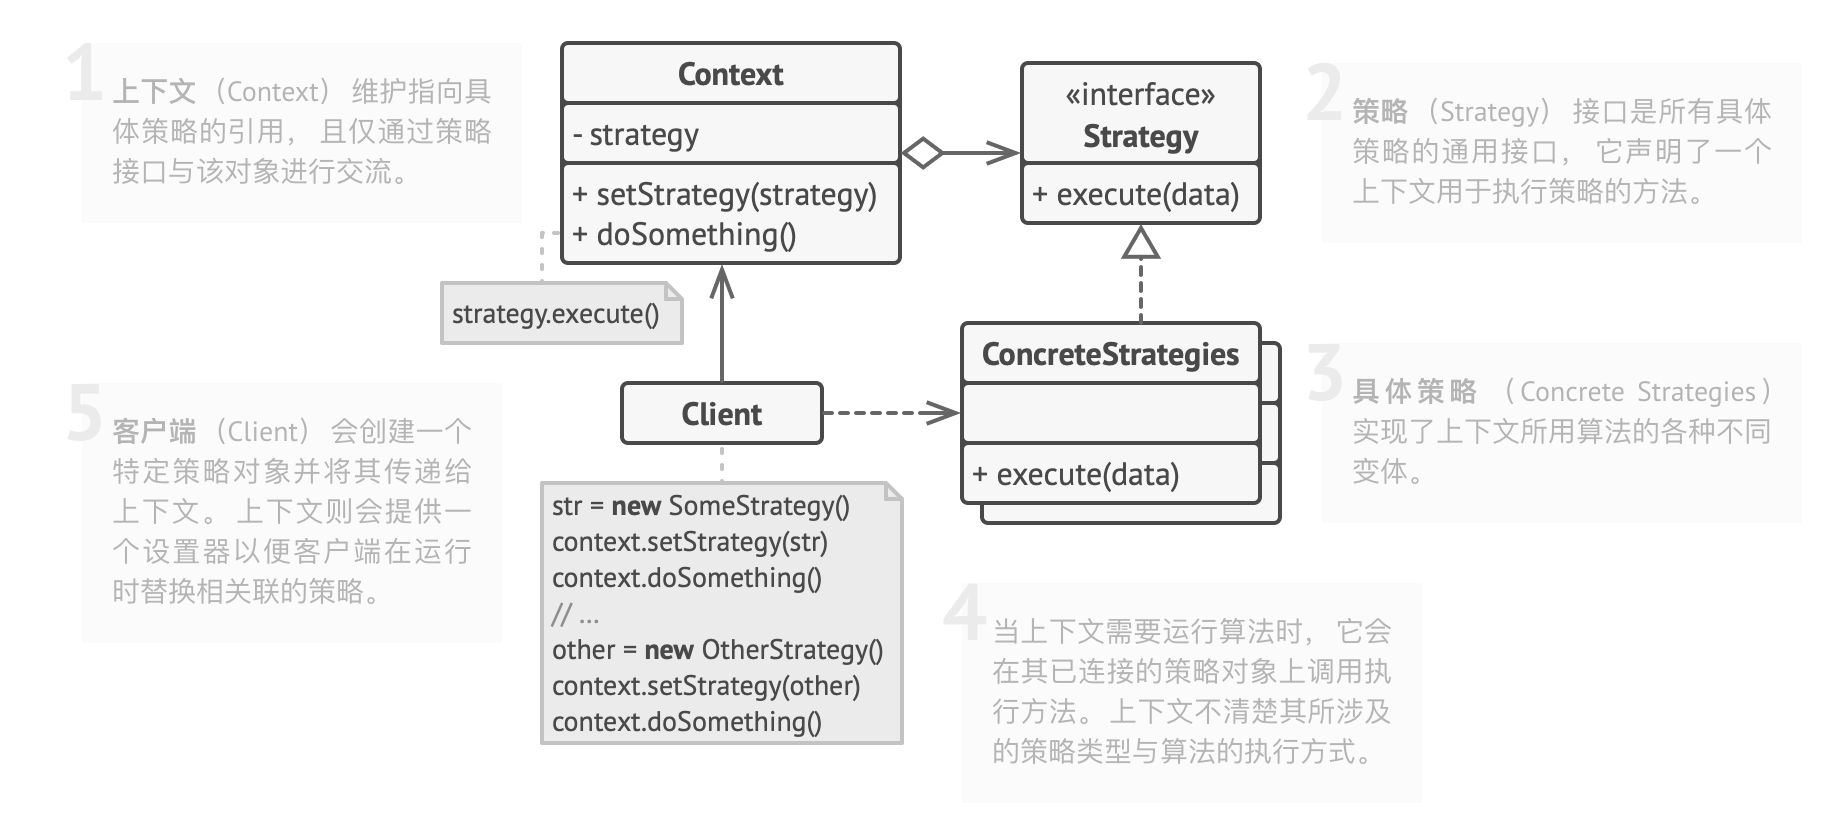 1
上下文（Context）维护指向具
体策略的引用， 且仅通过策略
接口与该对象进行交流。
Context
- strategy
+ setStrategy(strategy)
+ doSomething()
strategy.execute()
«interface»
Strategy
+ execute(data)
2
策略（Strategy）接口是所有具体
策略的通用接口， 它声明了一个
上下文用于执行策略的方法。
ConcreteStrategies
+ execute(data)
3
具体策略（Concrete Strategies）
实现了上下文所用算法的各种不同
变体。
Client
5
客户端（Client）会创建一个
特定策略对象并将其传递给
上下文。 上下文则会提供一
个设置器以便客户端在运行
时替换相关联的策略。
str = new SomeStrategy()
context.setStrategy(str)
context.doSomething()
// ...
other = new OtherStrategy()
context.setStrategy(other)
context.doSomething()
4
当上下文需要运行算法时， 它会
在其已连接的策略对象上调用执
行方法。 上下文不清楚其所涉及
的策略类型与算法的执行方式。